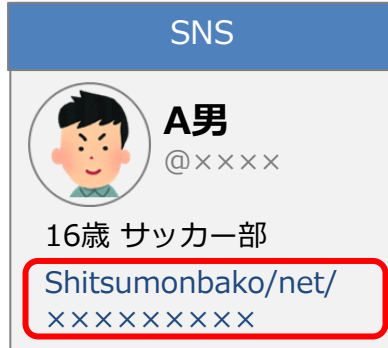 SNS
A男
@××××
16歳 サッカー部
Shitsumonbako/net/
×××××××××